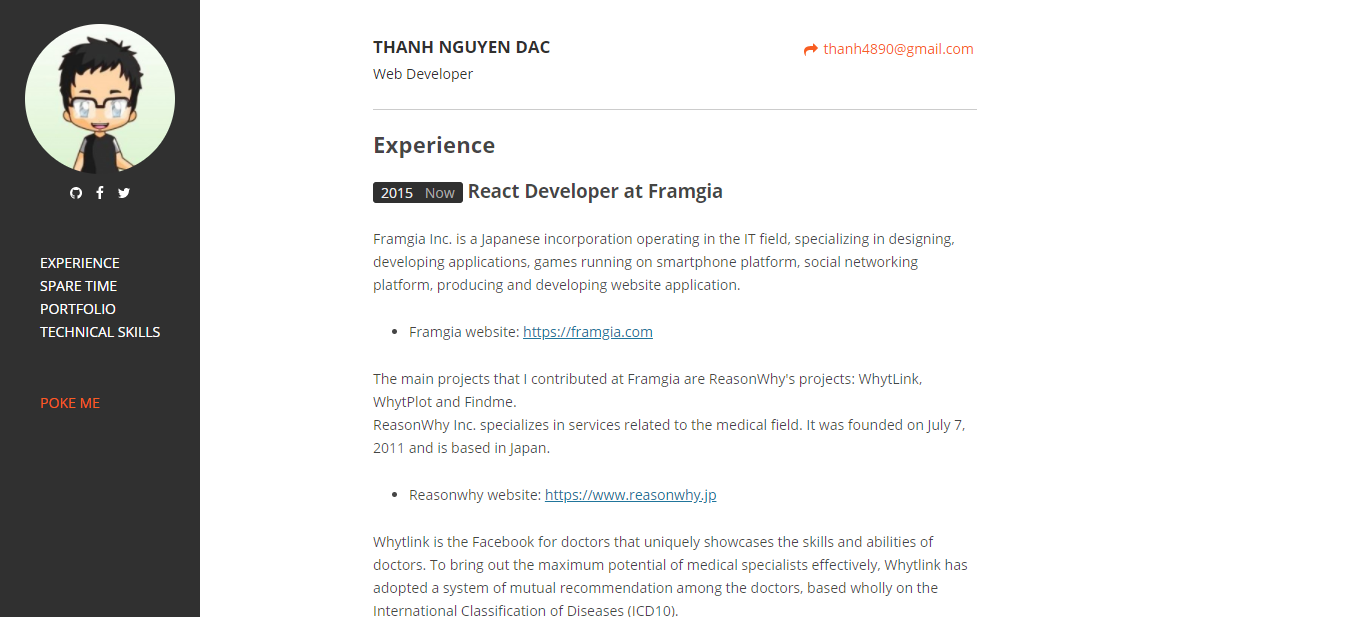 EXPERIENCE
SPARE TIME
PORTFOLIO
TECHNICAL SKILLS
POKE ME
THANH NGUYEN DAC
thanh4890@gmail.com
Web Developer
Experience
2015 Now React Developer at Framgia
Framgia Inc. is a Japanese incorporation operating in the IT field, specializing in designing,
developing applications, games running on smartphone platform, social networking
platform, producing and developing website application.
• Framgia website: https://framgia.com
The main projects that I contributed at Framgia are ReasonWhy's projects: WhytLink,
WhytPlot and Findme.
ReasonWhy Inc. specializes in services related to the medical field. It was founded on July 7,
2011 and is based in Japan.
• Reasonwhy website: https://www.reasonwhy.jp
Whytlink is the Facebook for doctors that uniquely showcases the skills and abilities of
doctors. To bring out the maximum potential of medical specialists effectively, Whytlink has
adopted a system of mutual recommendation among the doctors, based wholly on the
International Classification of Diseases (ICD10).